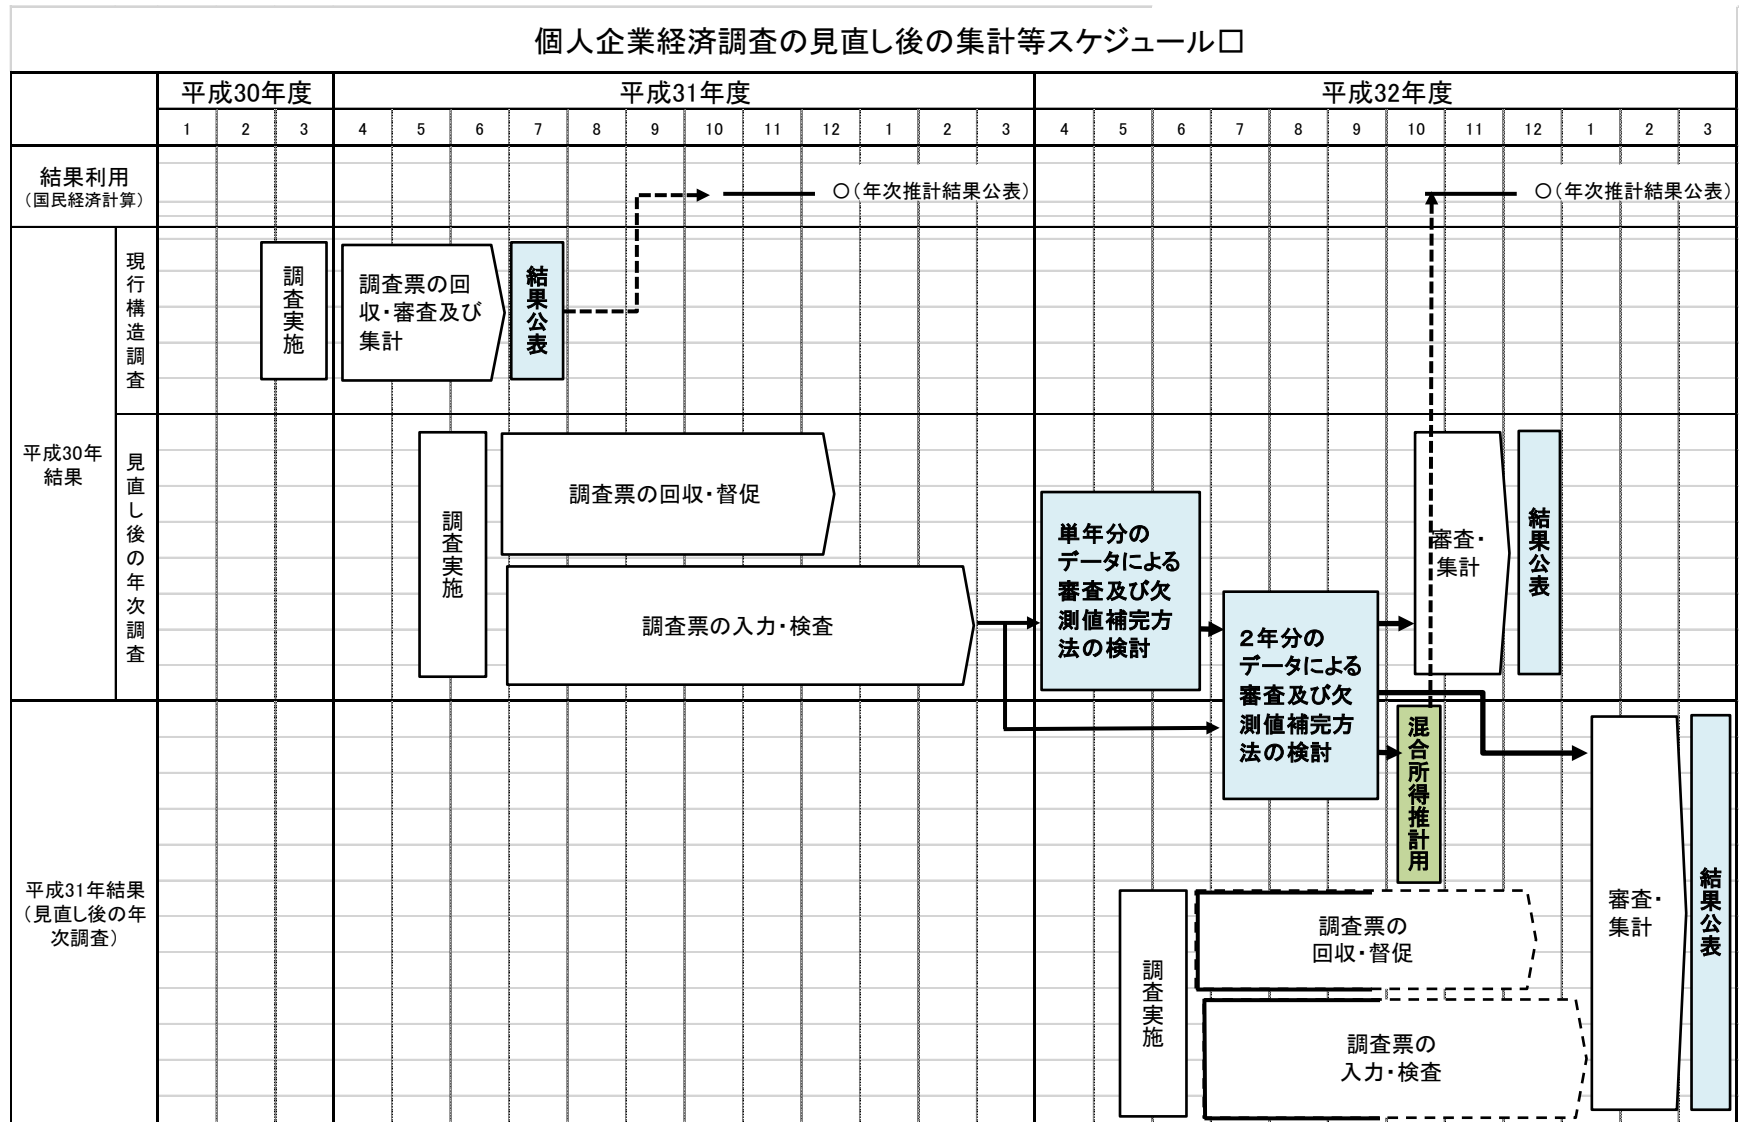 個人企業経済調査の見直し後の集計等スケジュール□
平成30年度
平成31年度
平成32年度
1 2 3 4 5 6 7 8 9 10 11 12 1 2 3 4 5 6 7 8 9 10 11 12 1 2 3
結果利用
（国民経済計算）
○（年次推計結果公表）
○（年次推計結果公表）
平成30年
結果
現行構造調査
調査実施
調査票の回
収・審査及び
集計
結果公表
見直し後の年次調査
調査実施
調査票の回収・督促
調査票の入力・検査
単年分の
データによる
審査及び欠
測値補完方
法の検討
２年分の
データによる
審査及び欠
測値補完方
法の検討
審査・
集計
結果公表
混合所得推計用
平成31年結果
（見直し後の年
次調査）
調査実施
調査票の
回収・督促
調査票の
入力・検査
審査・
集計
結果公表